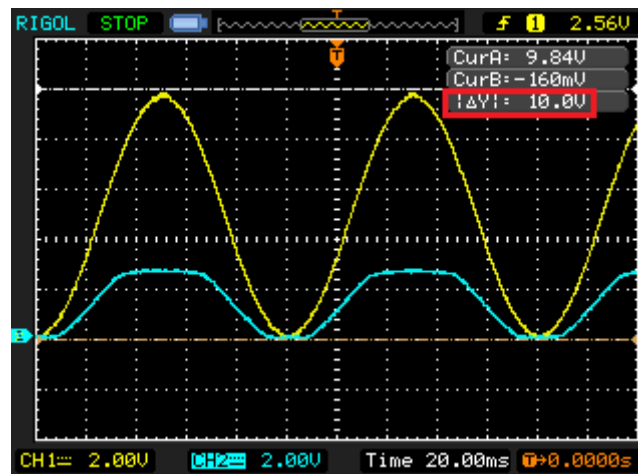 RIGOL STOP T f 1 2.56V
T
CurA: 9.84V
CurB:-160mV
|ΔY|: 10.0V
CH1 2.00V CH2 2.00V Time 20.00ms T→0.0000s